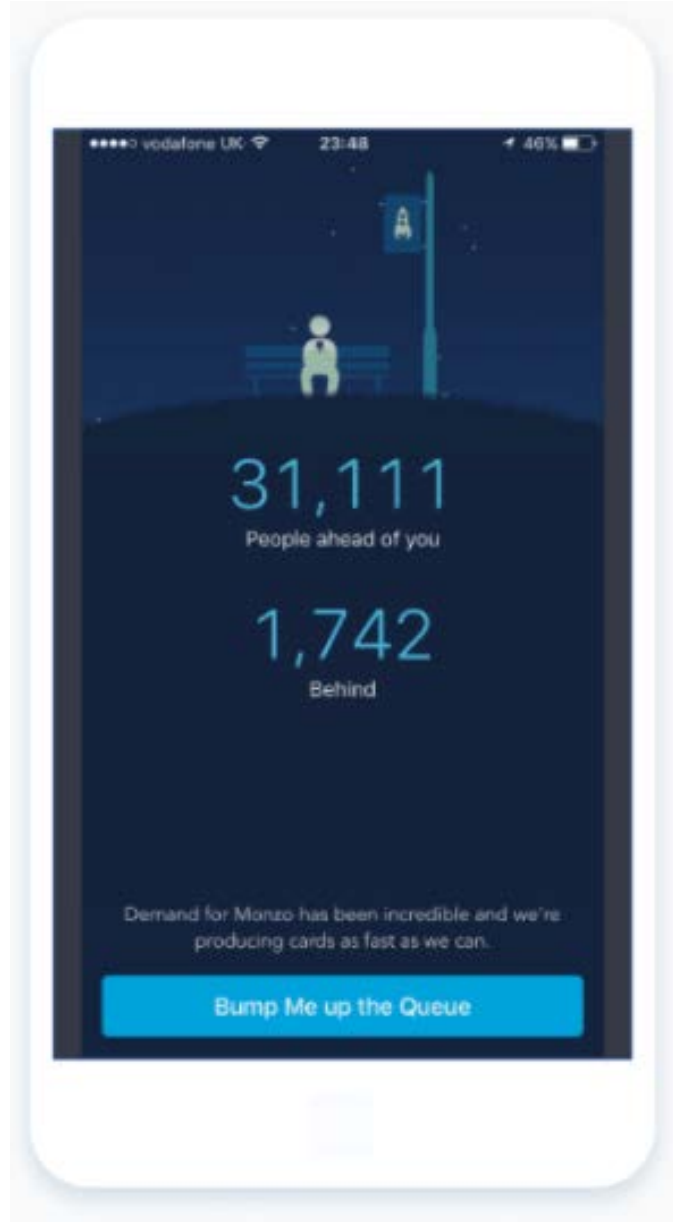 vodafone UK 23:48 46%
31,111
People ahead of you
1,742
Behind
Demand for Monzo has been incredible and we're
producing cards as fast as we can.
Bump Me up the Queue